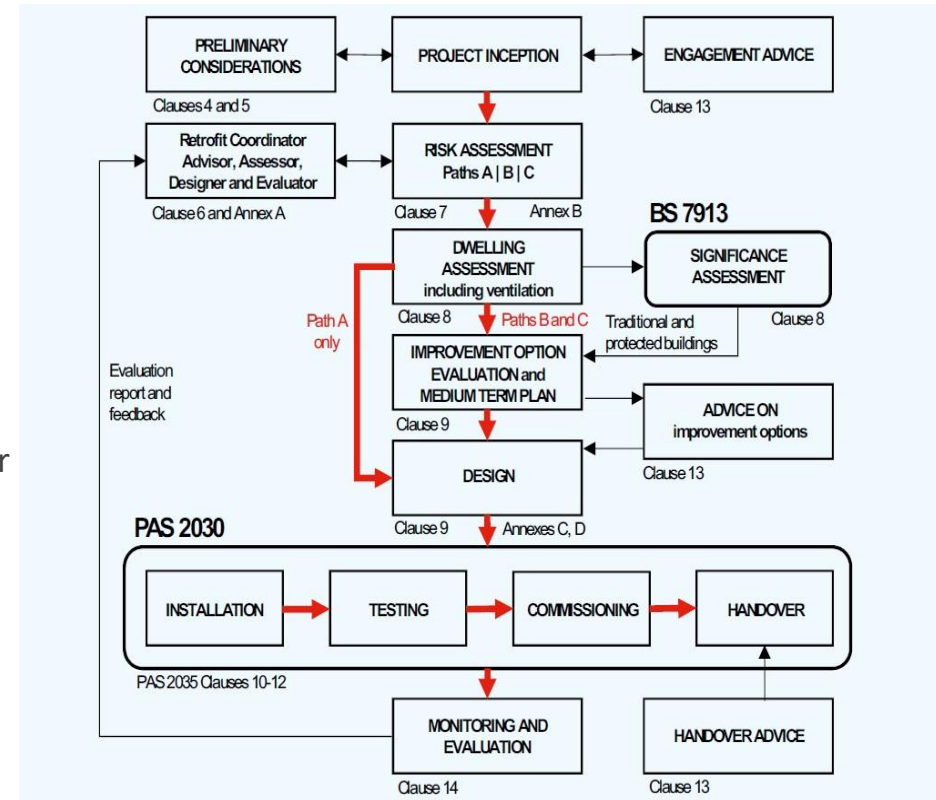 PRELIMINARY
CONSIDERATIONS
PROJECT INCEPTION
ENGAGEMENT ADVICE
Clauses 4 and 5
Clause 13
Retrofit Coordinator
Advisor, Assessor,
Designer and Evaluator
RISK ASSESSMENT
Paths A | B | C
Clause 6 and Annex A
Clause 7
Annex B
BS 7913
DWELLING
ASSESSMENT
including ventilation
SIGNIFICANCE
ASSESSMENT
Clause 8
Clause 8
Path A
only
Paths B and C
Traditional and
protected buildings
IMPROVEMENT OPTION
EVALUATION and
MEDIUM TERM PLAN
Evaluation
report and
feedback
Clause 9
ADVICE ON
improvement options
Clause 13
r
DESIGN
Clause 9
Annexes C, D
PAS 2030
INSTALLATION
TESTING
COMMISSIONING
HANDOVER
PAS 2035 Clauses 10-12
MONITORING AND
EVALUATION
HANDOVER ADVICE
Clause 14
Clause 13